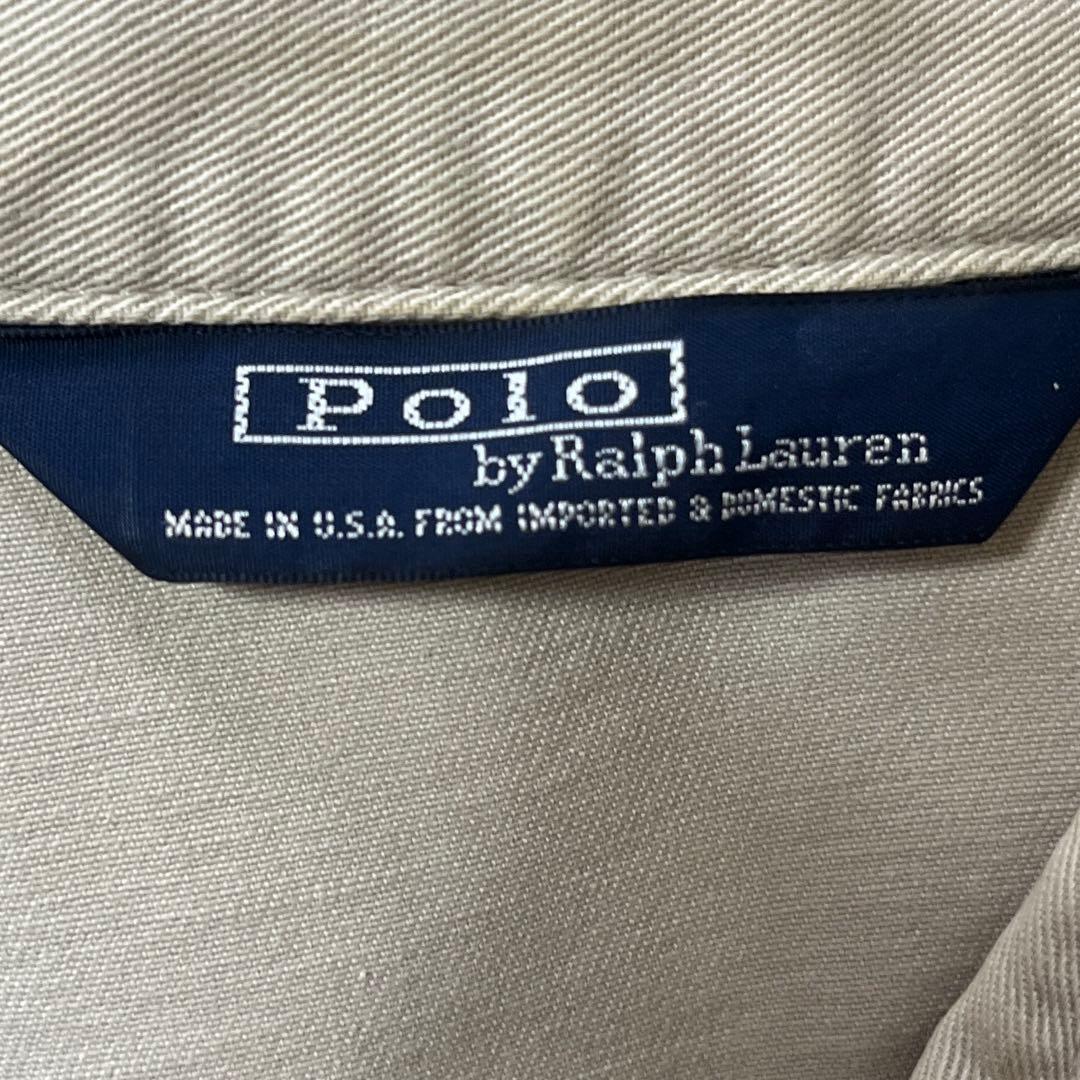 Polo
by Ralph Lauren
MADE IN U.S.A. FROM IMPORTED & DOMESTIC FABRICS